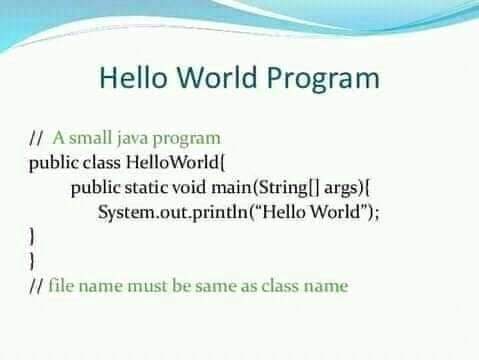 Hello World Program
// A small java program
public class HelloWorld{
public static void main(String[] args){
System.out.println(“Hello World”);
}
}
// file name must be same as class name